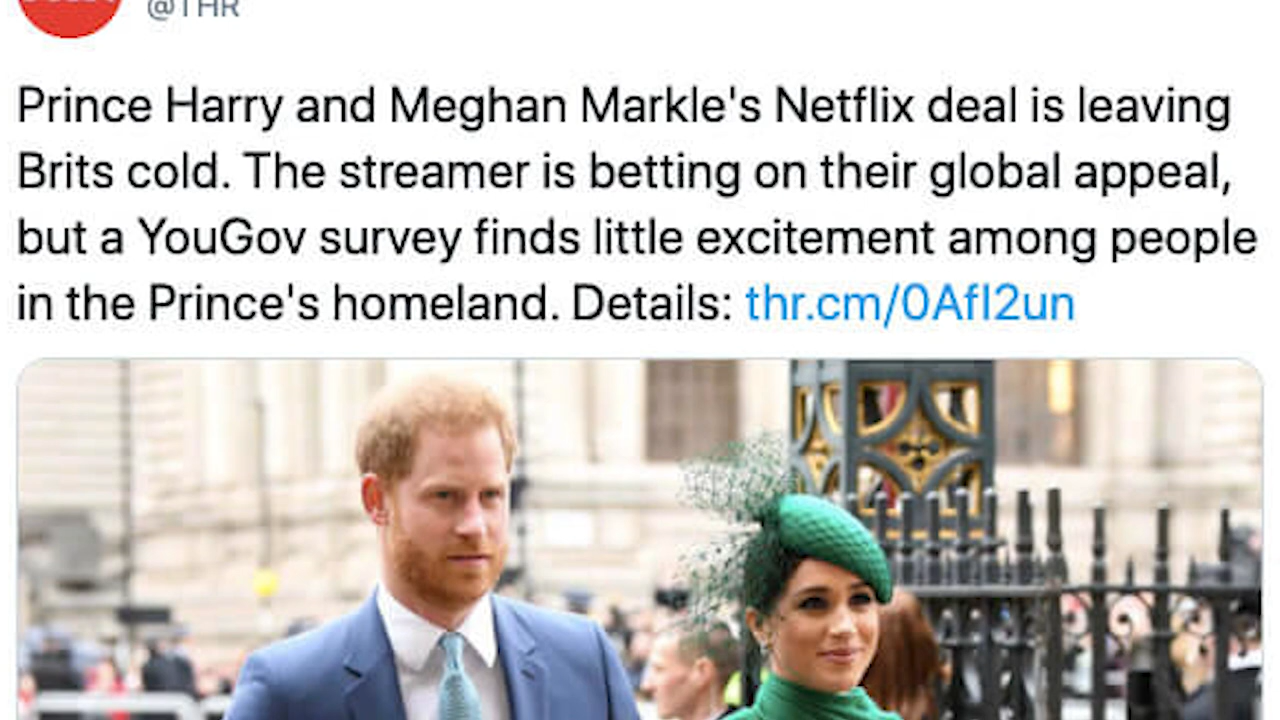 @THR
Prince Harry and Meghan Markle's Netflix deal is leaving
Brits cold. The streamer is betting on their global appeal,
but a YouGov survey finds little excitement among people
in the Prince's homeland. Details: thr.cm/0AfI2un